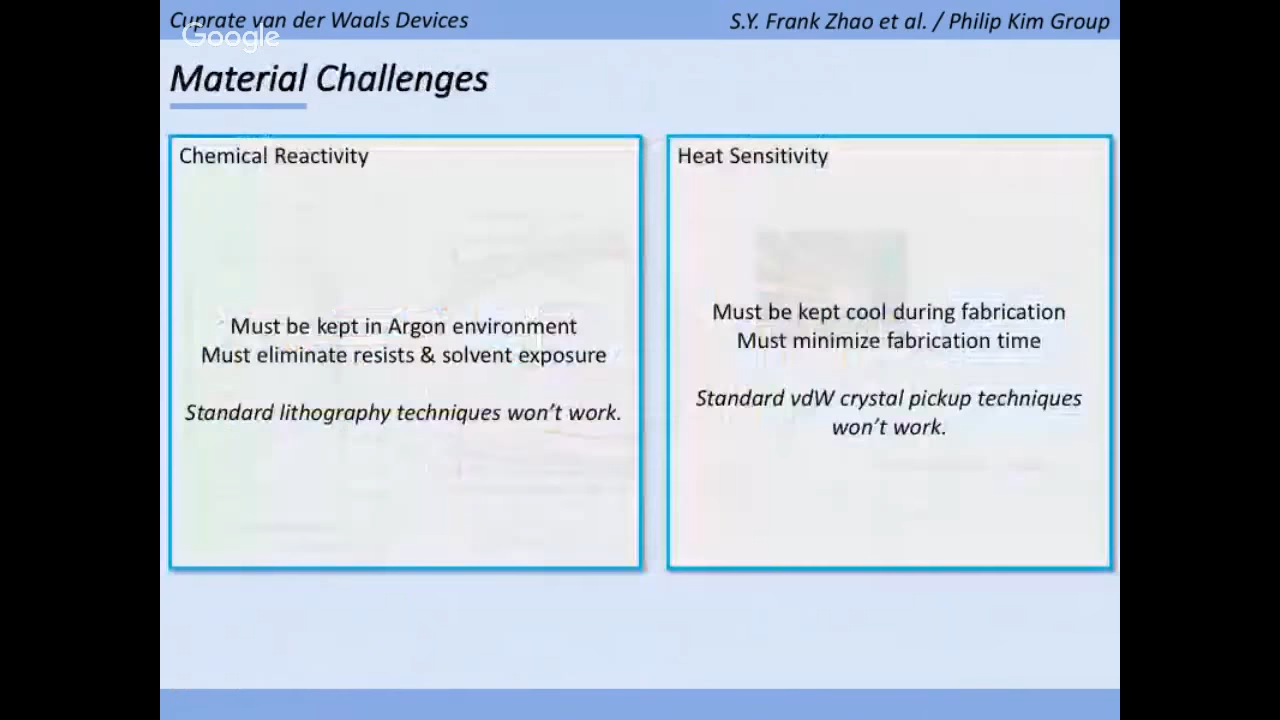 Cuprate van der Waals Devices
S.Y. Frank Zhao et al. / Philip Kim Group
Google
Material Challenges
Chemical Reactivity
Must be kept in Argon environment
Must eliminate resists & solvent exposure
Standard lithography techniques won't work.
Heat Sensitivity
Must be kept cool during fabrication
Must minimize fabrication time
Standard vdW crystal pickup techniques
won't work.